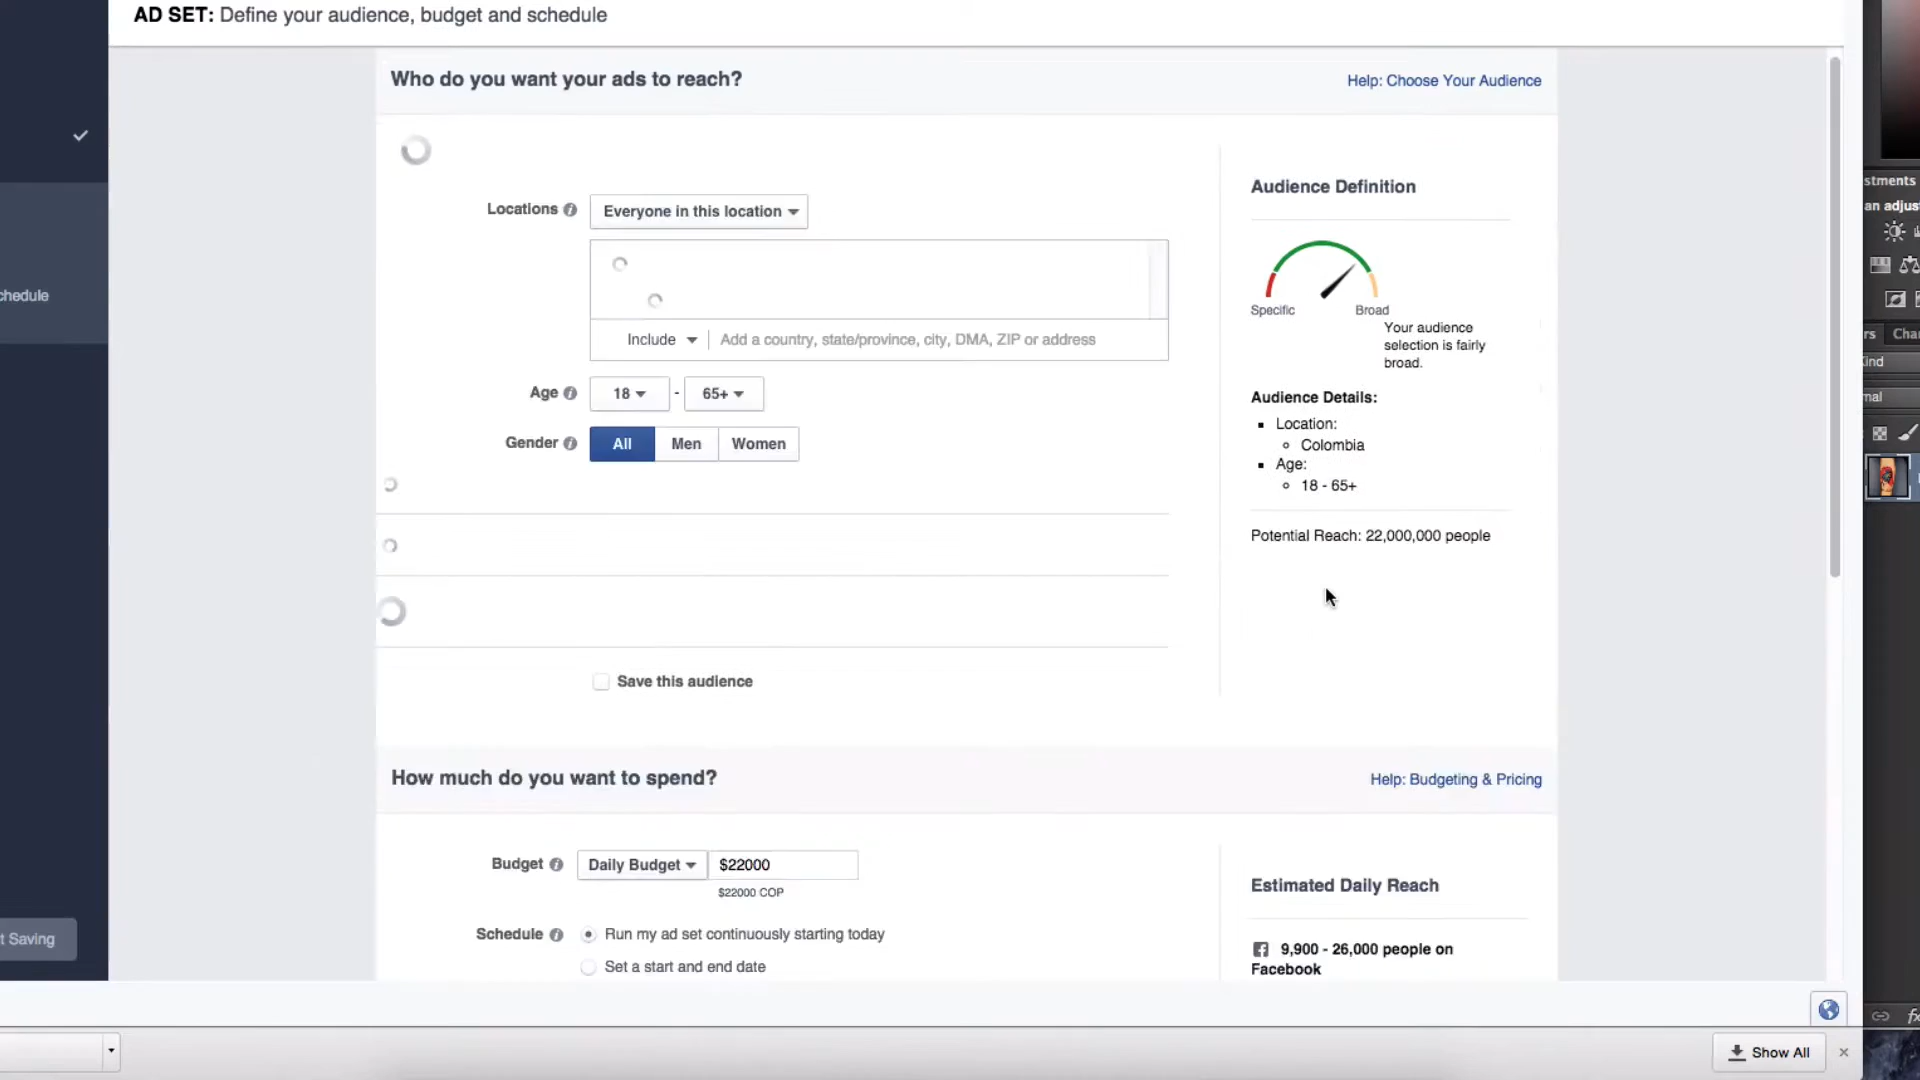 AD SET: Define your audience, budget and schedule
Who do you want your ads to reach?
Help: Choose Your Audience
Locations
Everyone in this location
Include
Add a country, state/province, city, DMA, ZIP or address
Age
18
-
65+
Gender
All
Men
Women
Save this audience
Audience Definition
Specific
Broad
Your audience
selection is fairly
broad.
Audience Details:
Location:
Colombia
Age:
18 - 65+
Potential Reach: 22,000,000 people
How much do you want to spend?
Help: Budgeting & Pricing
Budget
Daily Budget
$22000
$22000 COP
Schedule
Run my ad set continuously starting today
Set a start and end date
Estimated Daily Reach
9,900 - 26,000 people on
Facebook
chedule
t Saving
Show All
stments
an adjus
rs
Cha
ind
mal
fx